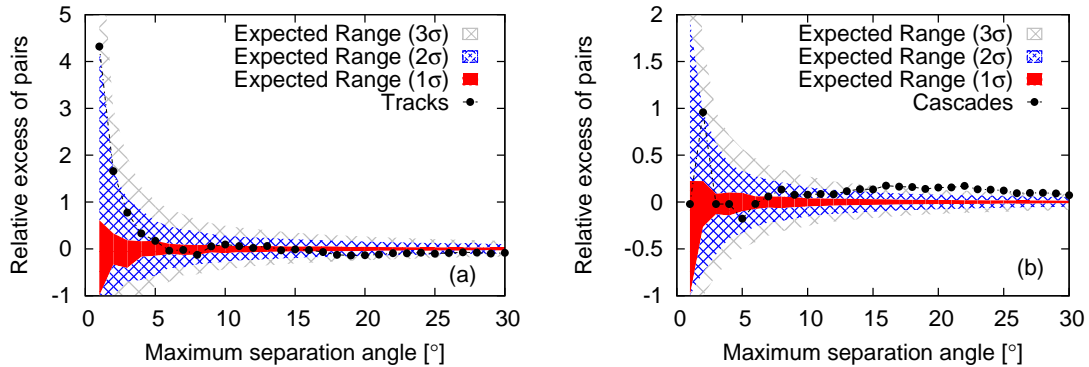 Relative excess of pairs
5
4
3
2
1
0
-1
Expected Range (3σ)
Expected Range (2σ)
Expected Range (1σ)
Tracks
(a)
0 5 10 15 20 25 30
Maximum separation angle [°]
Relative excess of pairs
2
1.5
1
0.5
0
-0.5
-1
Expected Range (3σ)
Expected Range (2σ)
Expected Range (1σ)
Cascades
(b)
0 5 10 15 20 25 30
Maximum separation angle [°]